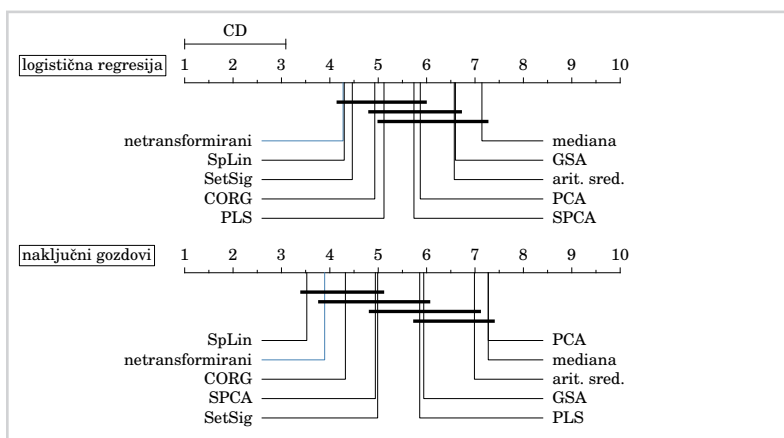 CD
logistična regresija 1 2 3 4 5 6 7 8 9 10
netransformirani mediana
SpLin GSA
SetSig arit. sred.
CORG PCA
PLS SPCA
naključni gozdovi 1 2 3 4 5 6 7 8 9 10
SpLin PCA
netransformirani mediana
CORG arit. sred.
SPCA GSA
SetSig PLS